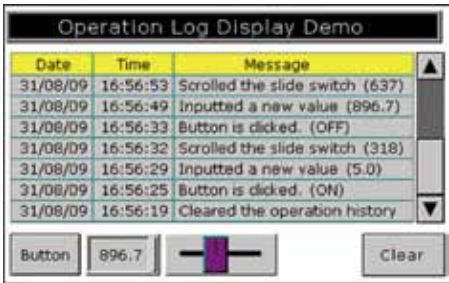 Operation Log Display Demo
Date Time Message
31/08/09 16:56:53 Scrolled the slide switch (637)
31/08/09 16:56:49 Inputted a new value (896.7)
31/08/09 16:56:33 Button is clicked. (OFF)
31/08/09 16:56:32 Scrolled the slide switch (318)
31/08/09 16:56:29 Inputted a new value (5.0)
31/08/09 16:56:25 Button is clicked. (ON)
31/08/09 16:56:19 Cleared the operation history
Button 896.7 Clear